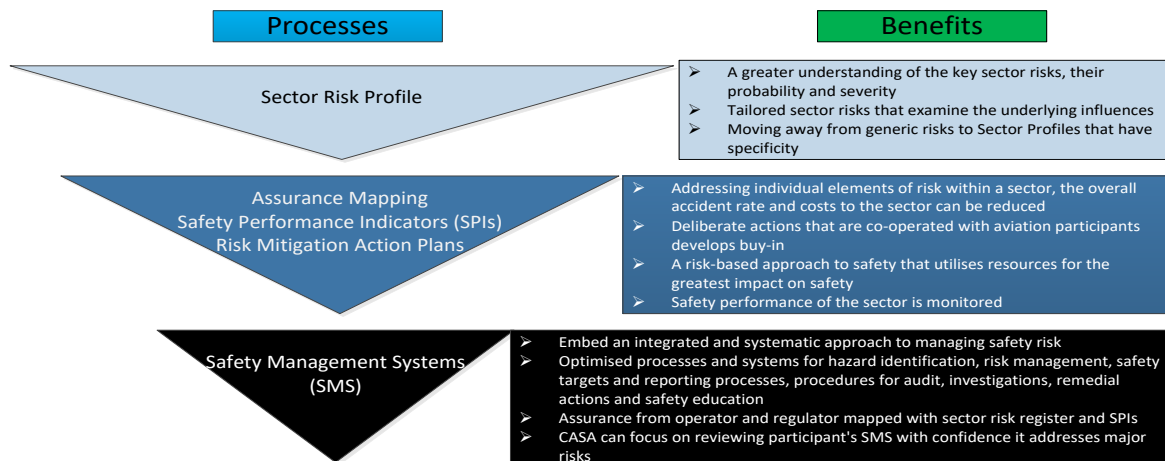 Processes
Benefits
Sector Risk Profile
➢ A greater understanding of the key sector risks, their
probability and severity
➢ Tailored sector risks that examine the underlying influences
➢ Moving away from generic risks to Sector Profiles that have
specificity
Assurance Mapping
Safety Performance Indicators (SPIs)
Risk Mitigation Action Plans
➢ Addressing individual elements of risk within a sector, the overall
accident rate and costs to the sector can be reduced
➢ Deliberate actions that are co-operated with aviation participants
develops buy-in
➢ A risk-based approach to safety that utilises resources for the
greatest impact on safety
➢ Safety performance of the sector is monitored
Safety Management Systems
(SMS)
➢ Embed an integrated and systematic approach to managing safety risk
➢ Optimised processes and systems for hazard identification, risk management, safety
targets and reporting processes, procedures for audit, investigations, remedial
actions and safety education
➢ Assurance from operator and regulator mapped with sector risk register and SPIs
➢ CASA can focus on reviewing participant's SMS with confidence it addresses major
risks